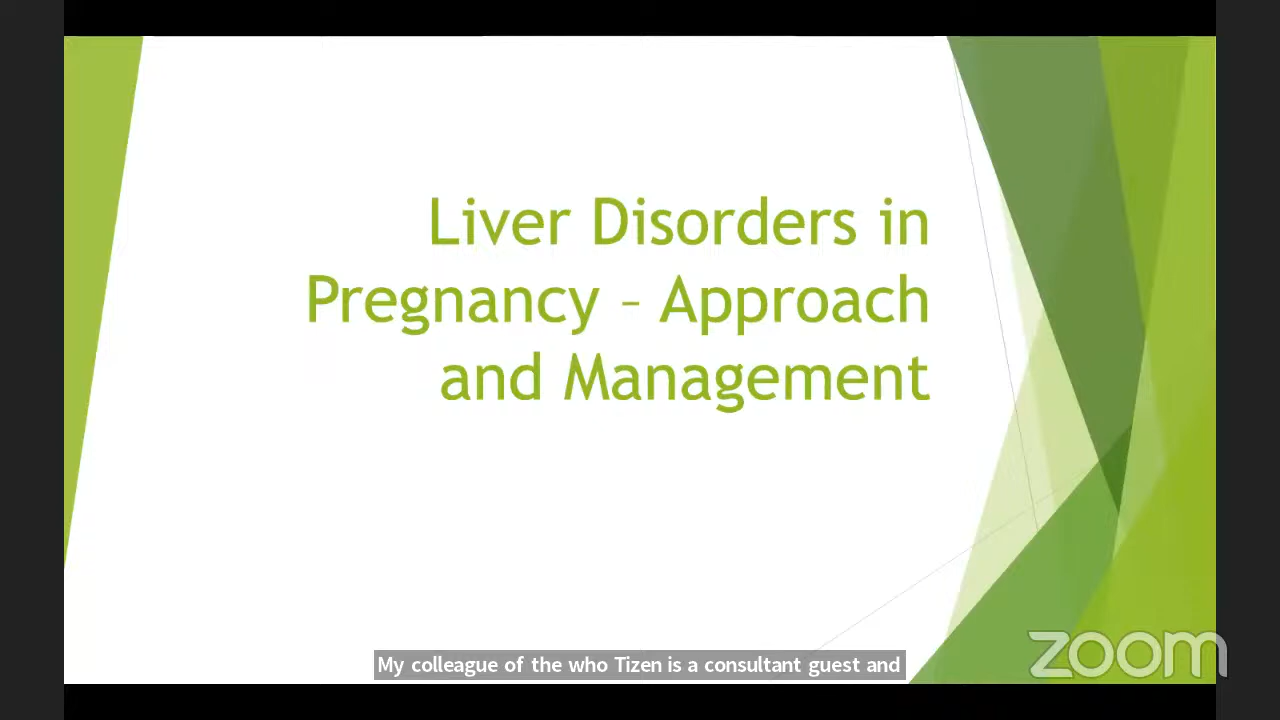 Liver Disorders in
Pregnancy – Approach
and Management
My colleague of the who Tizen is a consultant guest and
zoom